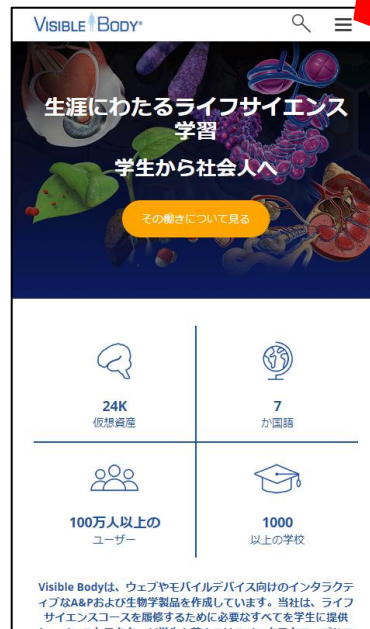 VISIBLE BODY®
生涯にわたるライフサイエンス
学習
学生から社会人へ
その働きについて見る
24K
仮想資産
7
か国語
100万人以上の
ユーザー
1000
以上の学校
Visible Bodyは、ウェブやモバイルデバイス向けのインタラクテ
ィブなA&Pおよび生物学製品を作成しています。当社は、ライフ
サイエンスコースを履修するために必要なすべてを学生に提供